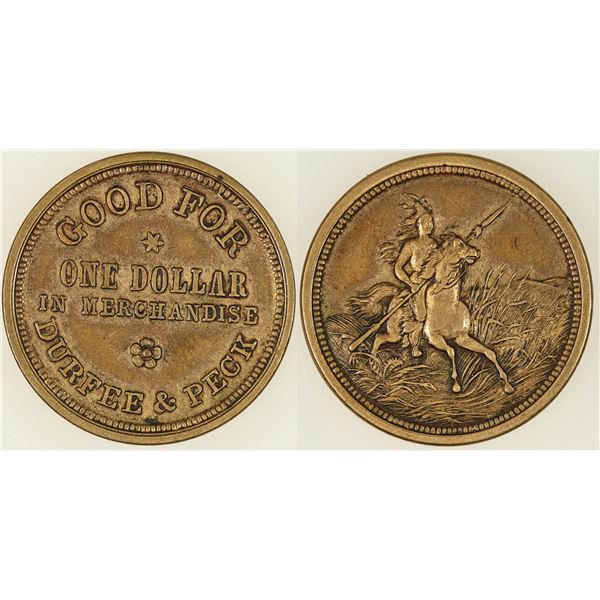 GOOD FOR
ONE DOLLAR
IN MERCHANDISE
DURFEE & PECK